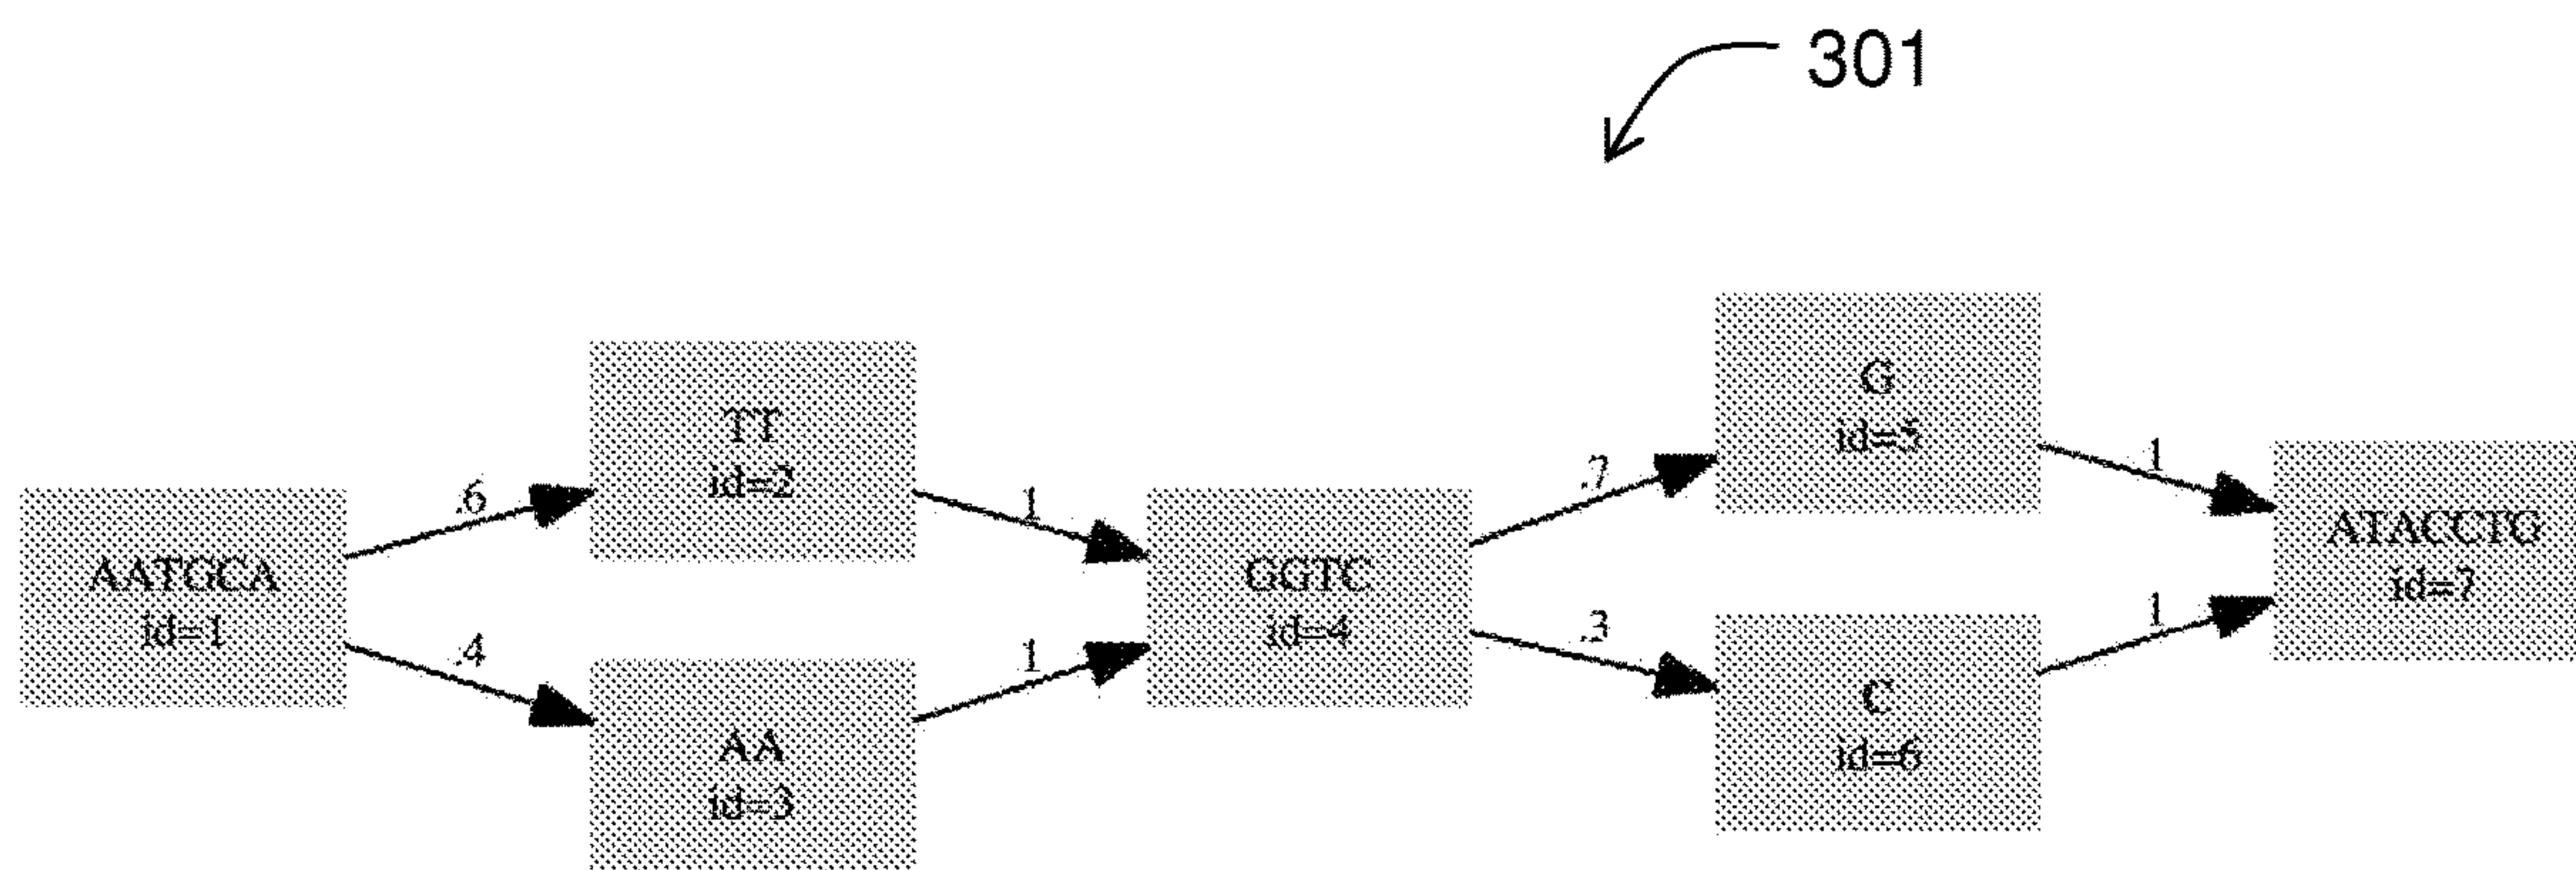 301
AATGCA
id=1
.6
.4
TT
id=2
AA
id=3
1
1
GGTC
id=4
.7
.3
G
id=5
C
id=6
1
1
ATACCTG
id=7